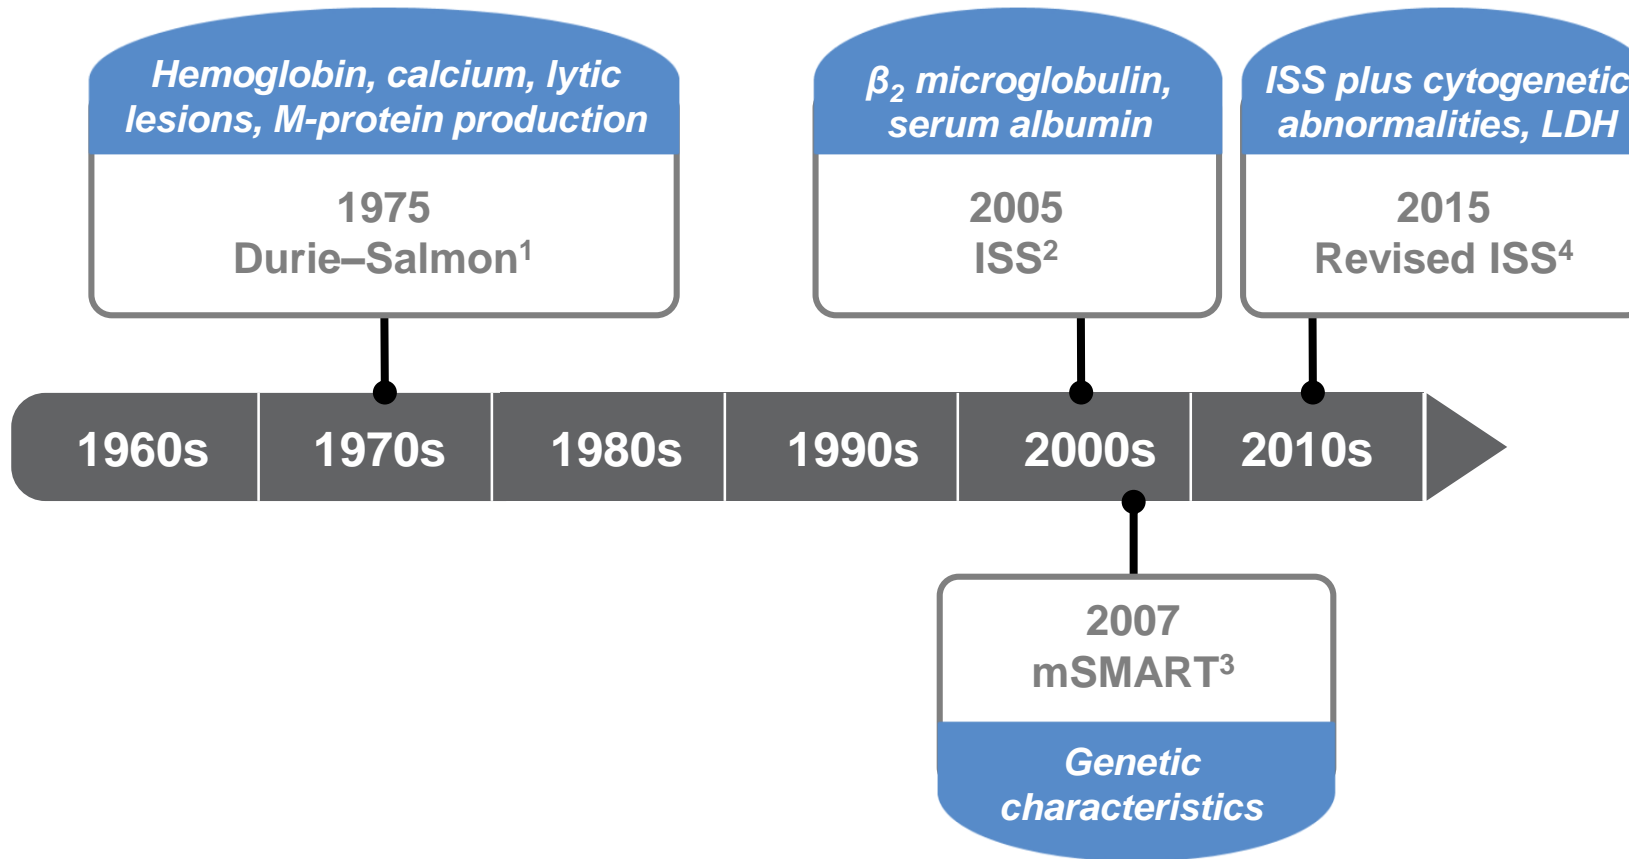 Hemoglobin, calcium, lytic
lesions, M-protein production
1975
Durie–Salmon¹
β₂ microglobulin,
serum albumin
2005
ISS²
ISS plus cytogenetic
abnormalities, LDH
2015
Revised ISS⁴
1960s
1970s
1980s
1990s
2000s
2010s
2007
mSMART³
Genetic
characteristics